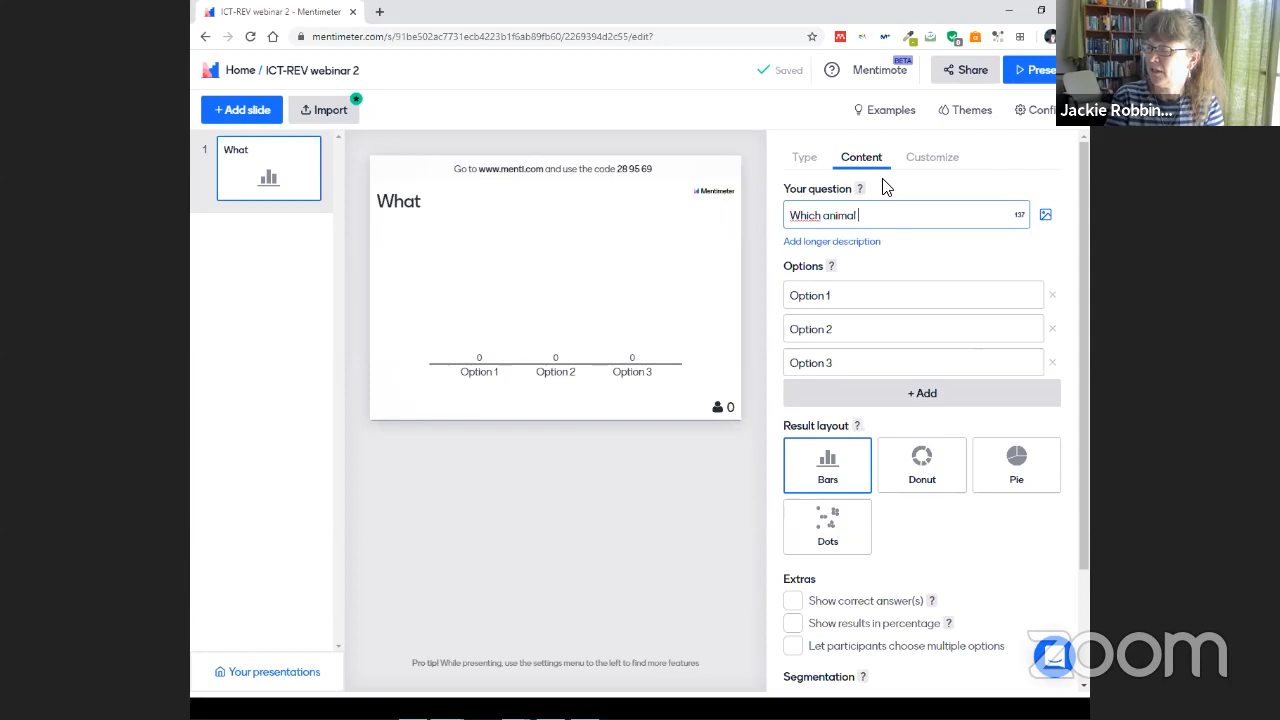 ICT-REV webinar 2 - Mentimeter
mentimeter.com/s/91be502ac7731ecb4223b1f6ab89fb60/2269394d2c55/edit?
Home / ICT-REV webinar 2
Saved
Mentimote
BETA
Share
Prese
+ Add slide
Import
Examples
Themes
Confi
Jackie Robbin...
1
What
Go to www.menti.com and use the code 28 95 69
Mentimeter
What
0 0 0
Option 1 Option 2 Option 3
0
Pro tip! While presenting, use the settings menu to the left to find more features
Your presentations
Type Content Customize
Your question ?
Which animal
137
Add longer description
Options ?
Option 1
Option 2
Option 3
+ Add
Result layout ?
Bars
Donut
Pie
Dots
Extras
Show correct answer(s) ?
Show results in percentage ?
Let participants choose multiple options
Segmentation ?
zoom